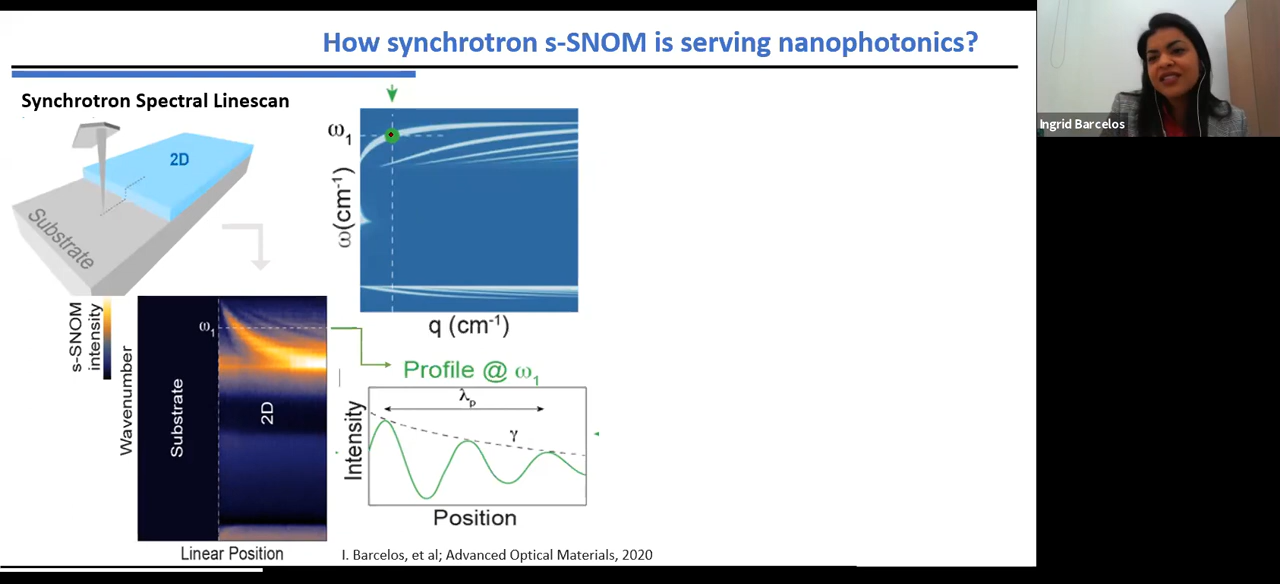 How synchrotron s-SNOM is serving nanophotonics?
Synchrotron Spectral Linescan
2D
Substrate
ω1
ω(cm-1)
q (cm-1)
s-SNOM
intensity
Wavenumber
ω1
Substrate
2D
Linear Position
Profile @ ω1
λp
γ
Intensity
Position
I. Barcelos, et al; Advanced Optical Materials, 2020
Ingrid Barcelos